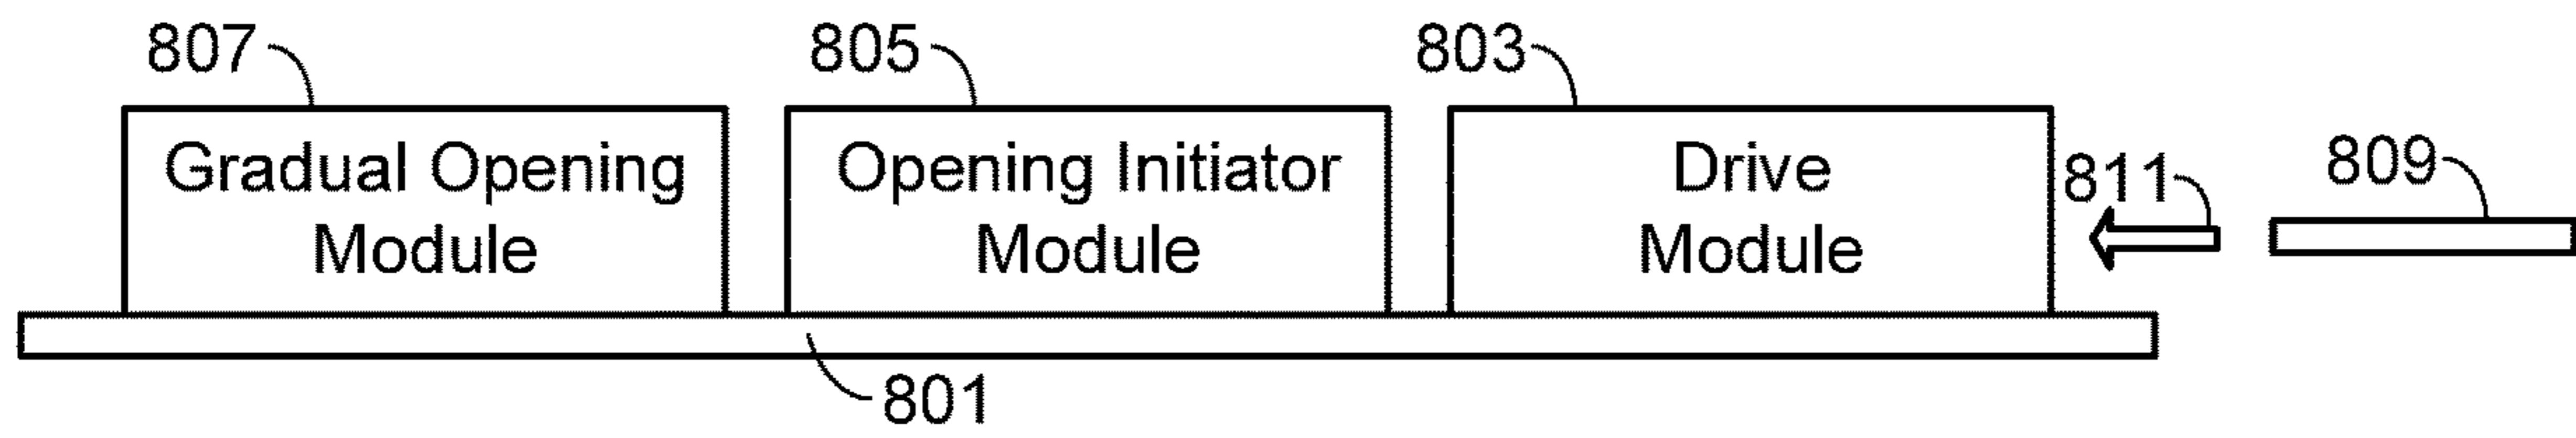 807
805
803
Gradual Opening
Module
Opening Initiator
Module
Drive
Module
811
809
801